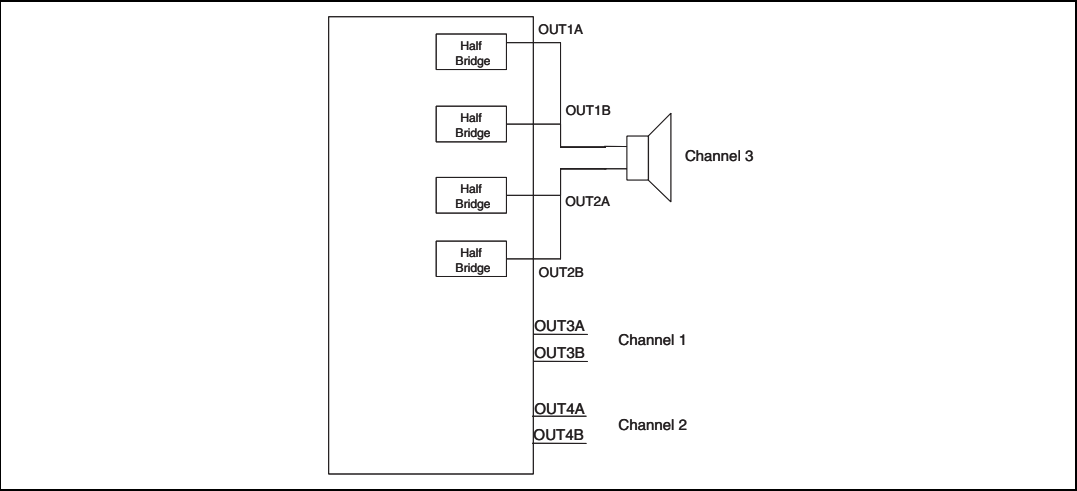 OUT1A
Half
Bridge
OUT1B
Half
Bridge
Channel 3
Half
Bridge
OUT2A
Half
Bridge
OUT2B
OUT3A
Channel 1
OUT3B
OUT4A
Channel 2
OUT4B